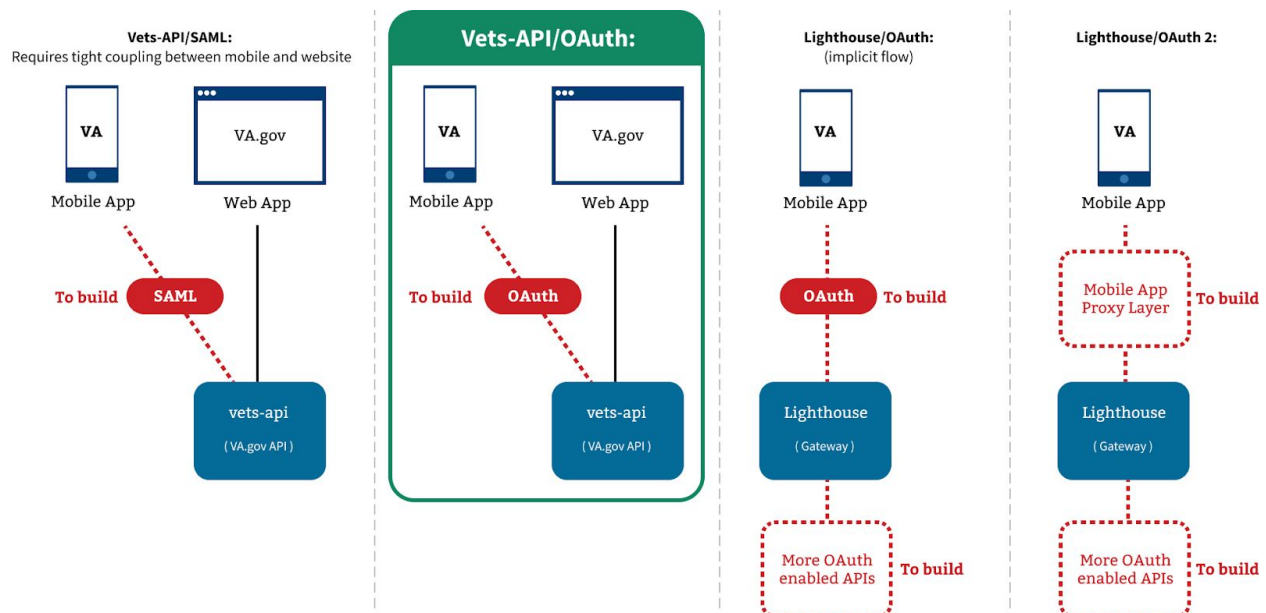 Vets-API/SAML:
Requires tight coupling between mobile and website
VA
VA.gov
Mobile App
Web App
To build
SAML
vets-api
( VA.gov API )
Vets-API/OAuth:
VA
VA.gov
Mobile App
Web App
To build
OAuth
vets-api
( VA.gov API )
Lighthouse/OAuth:
(implicit flow)
VA
Mobile App
OAuth
To build
Lighthouse
( Gateway )
More OAuth
enabled APIs
To build
Lighthouse/OAuth 2:
VA
Mobile App
Mobile App
Proxy Layer
To build
Lighthouse
( Gateway )
More OAuth
enabled APIs
To build